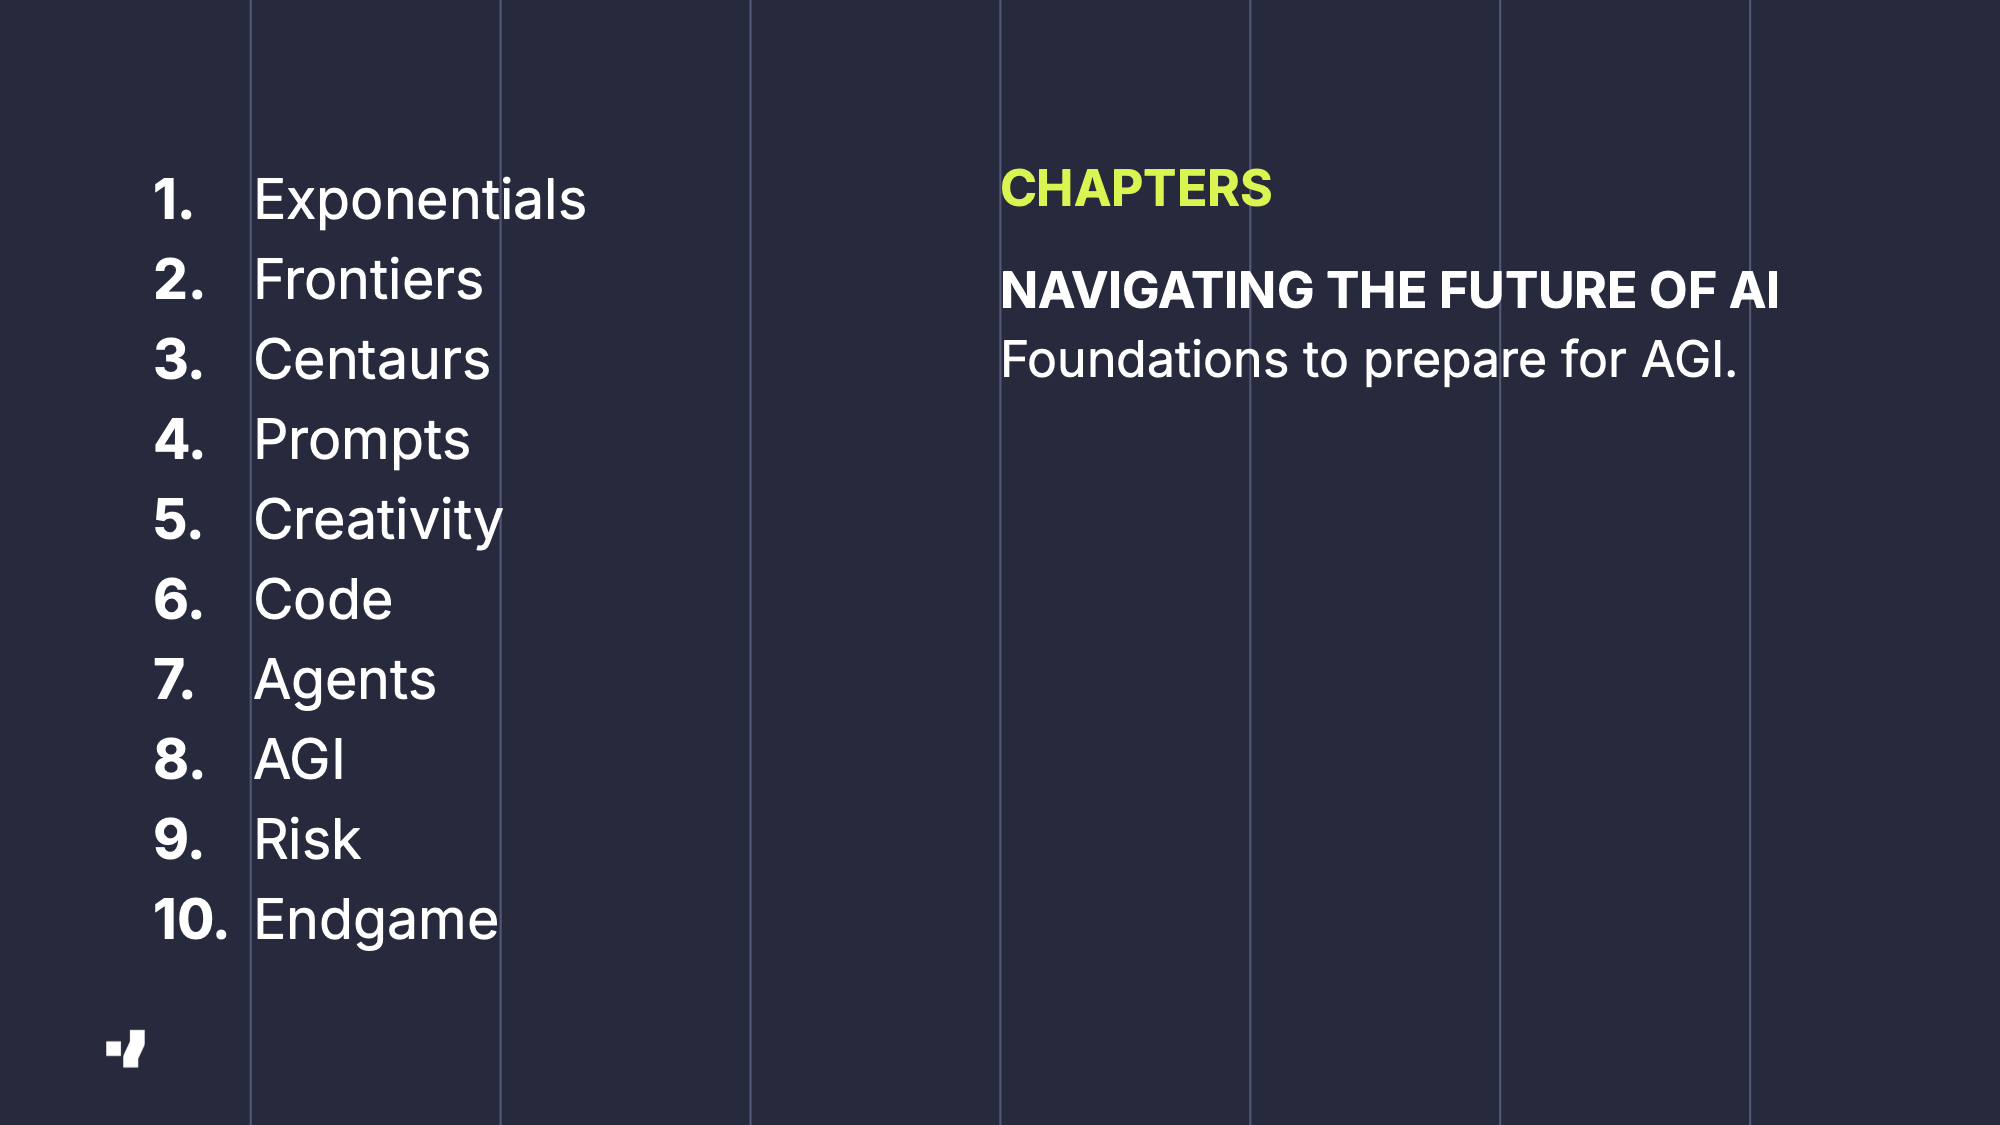 1. Exponentials
2. Frontiers
3. Centaurs
4. Prompts
5. Creativity
6. Code
7. Agents
8. AGI
9. Risk
10. Endgame
CHAPTERS
NAVIGATING THE FUTURE OF AI
Foundations to prepare for AGI.